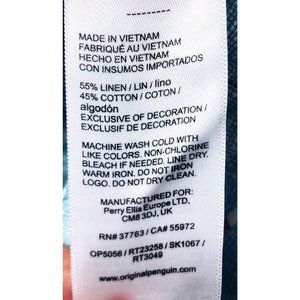 ----------
MADE IN VIETNAM
FABRIQUÉ AU VIETNAM
HECHO EN VIETNAM
CON INSUMOS IMPORTADOS
55% LINEN / LIN / lino
45% COTTON / COTON /
algodón
EXCLUSIVE OF DECORATION /
EXCLUSIF DE DECORATION
MACHINE WASH COLD WITH
LIKE COLORS. NON-CHLORINE
BLEACH IF NEEDED. LINE DRY.
WARM IRON. DO NOT IRON
LOGO. DO NOT DRY CLEAN.
MANUFACTURED FOR:
Perry Ellis Europe LTD.
CM8 3DJ, UK
RN# 37763 / CA# 55972
OP5056 / RT23258 / SK1067 /
RT3049
www.originalpenguin.com